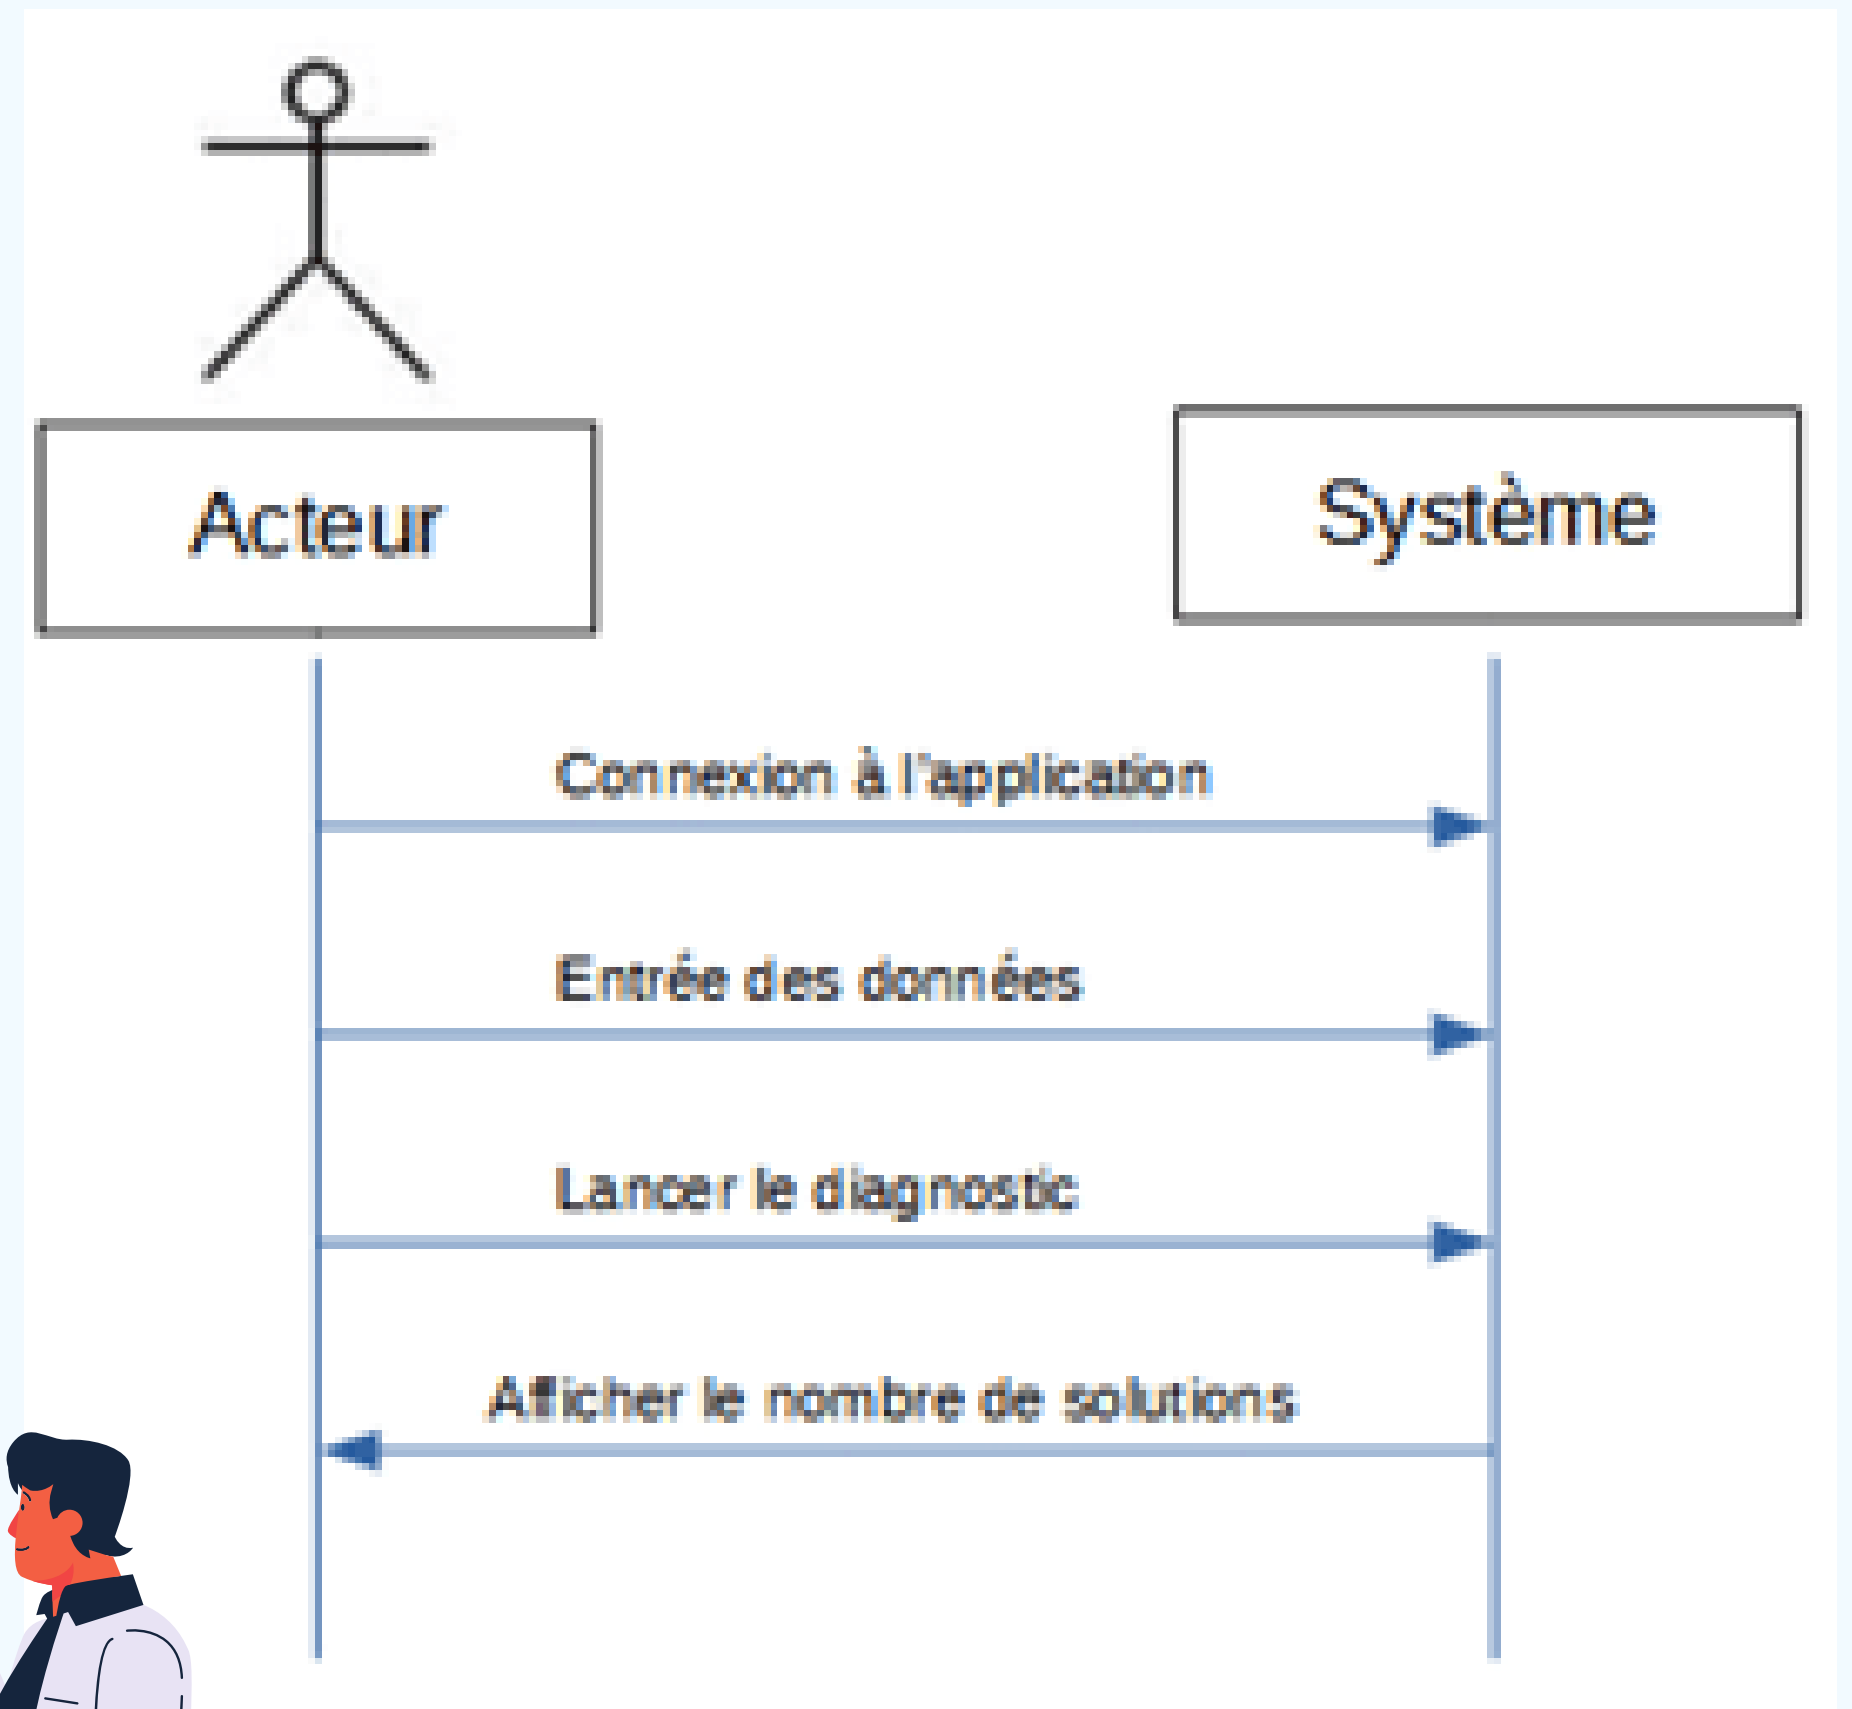 Acteur
Système
Connexion à l'application
Entrée des données
Lancer le diagnostic
Afficher le nombre de solutions